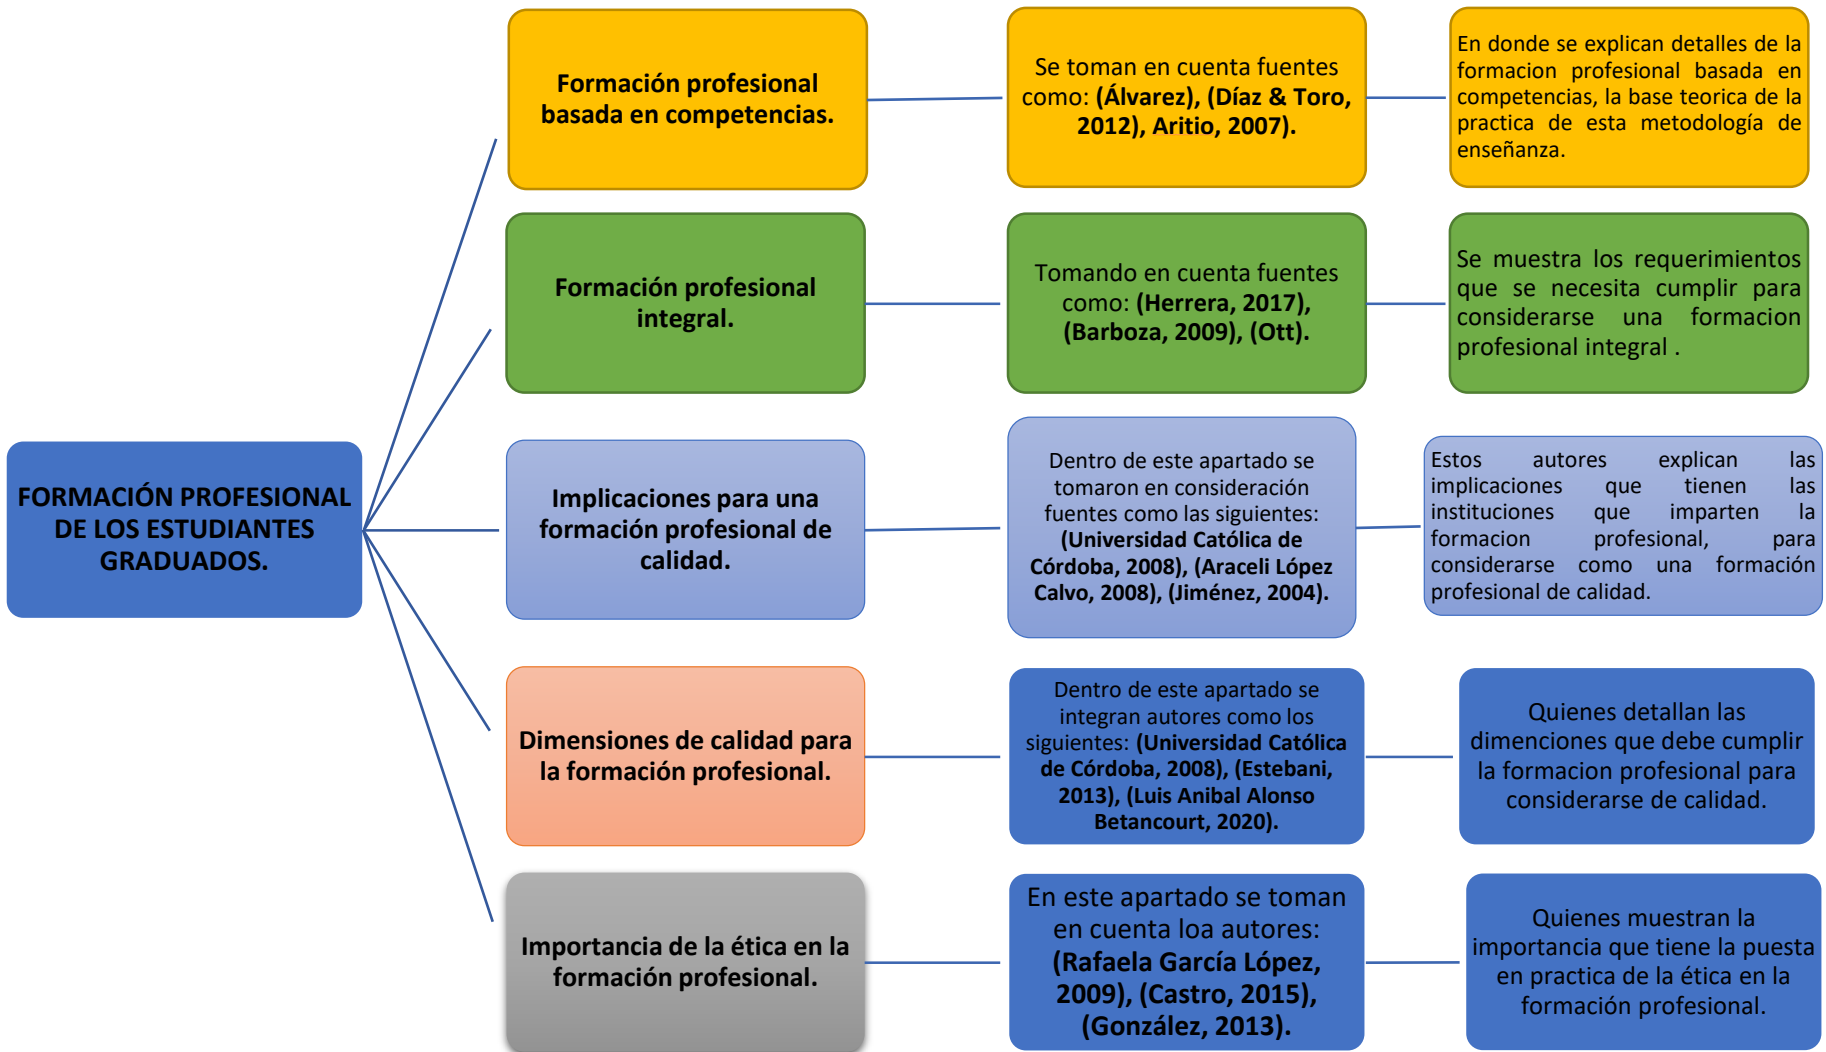 FORMACIÓN PROFESIONAL
DE LOS ESTUDIANTES
GRADUADOS.
Formación profesional
basada en competencias.
Se toman en cuenta fuentes
como: (Álvarez), (Díaz & Toro,
2012), Aritio, 2007).
En donde se explican detalles de la
formacion profesional basada en
competencias, la base teorica de la
practica de esta metodología de
enseñanza.
Formación profesional
integral.
Tomando en cuenta fuentes
como: (Herrera, 2017),
(Barboza, 2009), (Ott).
Se muestra los requerimientos
que se necesita cumplir para
considerarse una formacion
profesional integral .
Implicaciones para una
formación profesional de
calidad.
Dentro de este apartado se
tomaron en consideración
fuentes como las siguientes:
(Universidad Católica de
Córdoba, 2008), (Araceli López
Calvo, 2008), (Jiménez, 2004).
Estos autores explican las
implicaciones que tienen las
instituciones que imparten la
formacion profesional, para
considerarse como una formación
profesional de calidad.
Dimensiones de calidad para
la formación profesional.
Dentro de este apartado se
integran autores como los
siguientes: (Universidad Católica
de Córdoba, 2008), (Estebani,
2013), (Luis Anibal Alonso
Betancourt, 2020).
Quienes detallan las
dimenciones que debe cumplir
la formacion profesional para
considerarse de calidad.
Importancia de la ética en la
formación profesional.
En este apartado se toman
en cuenta loa autores:
(Rafaela García López,
2009), (Castro, 2015),
(González, 2013).
Quienes muestran la
importancia que tiene la puesta
en practica de la ética en la
formación profesional.